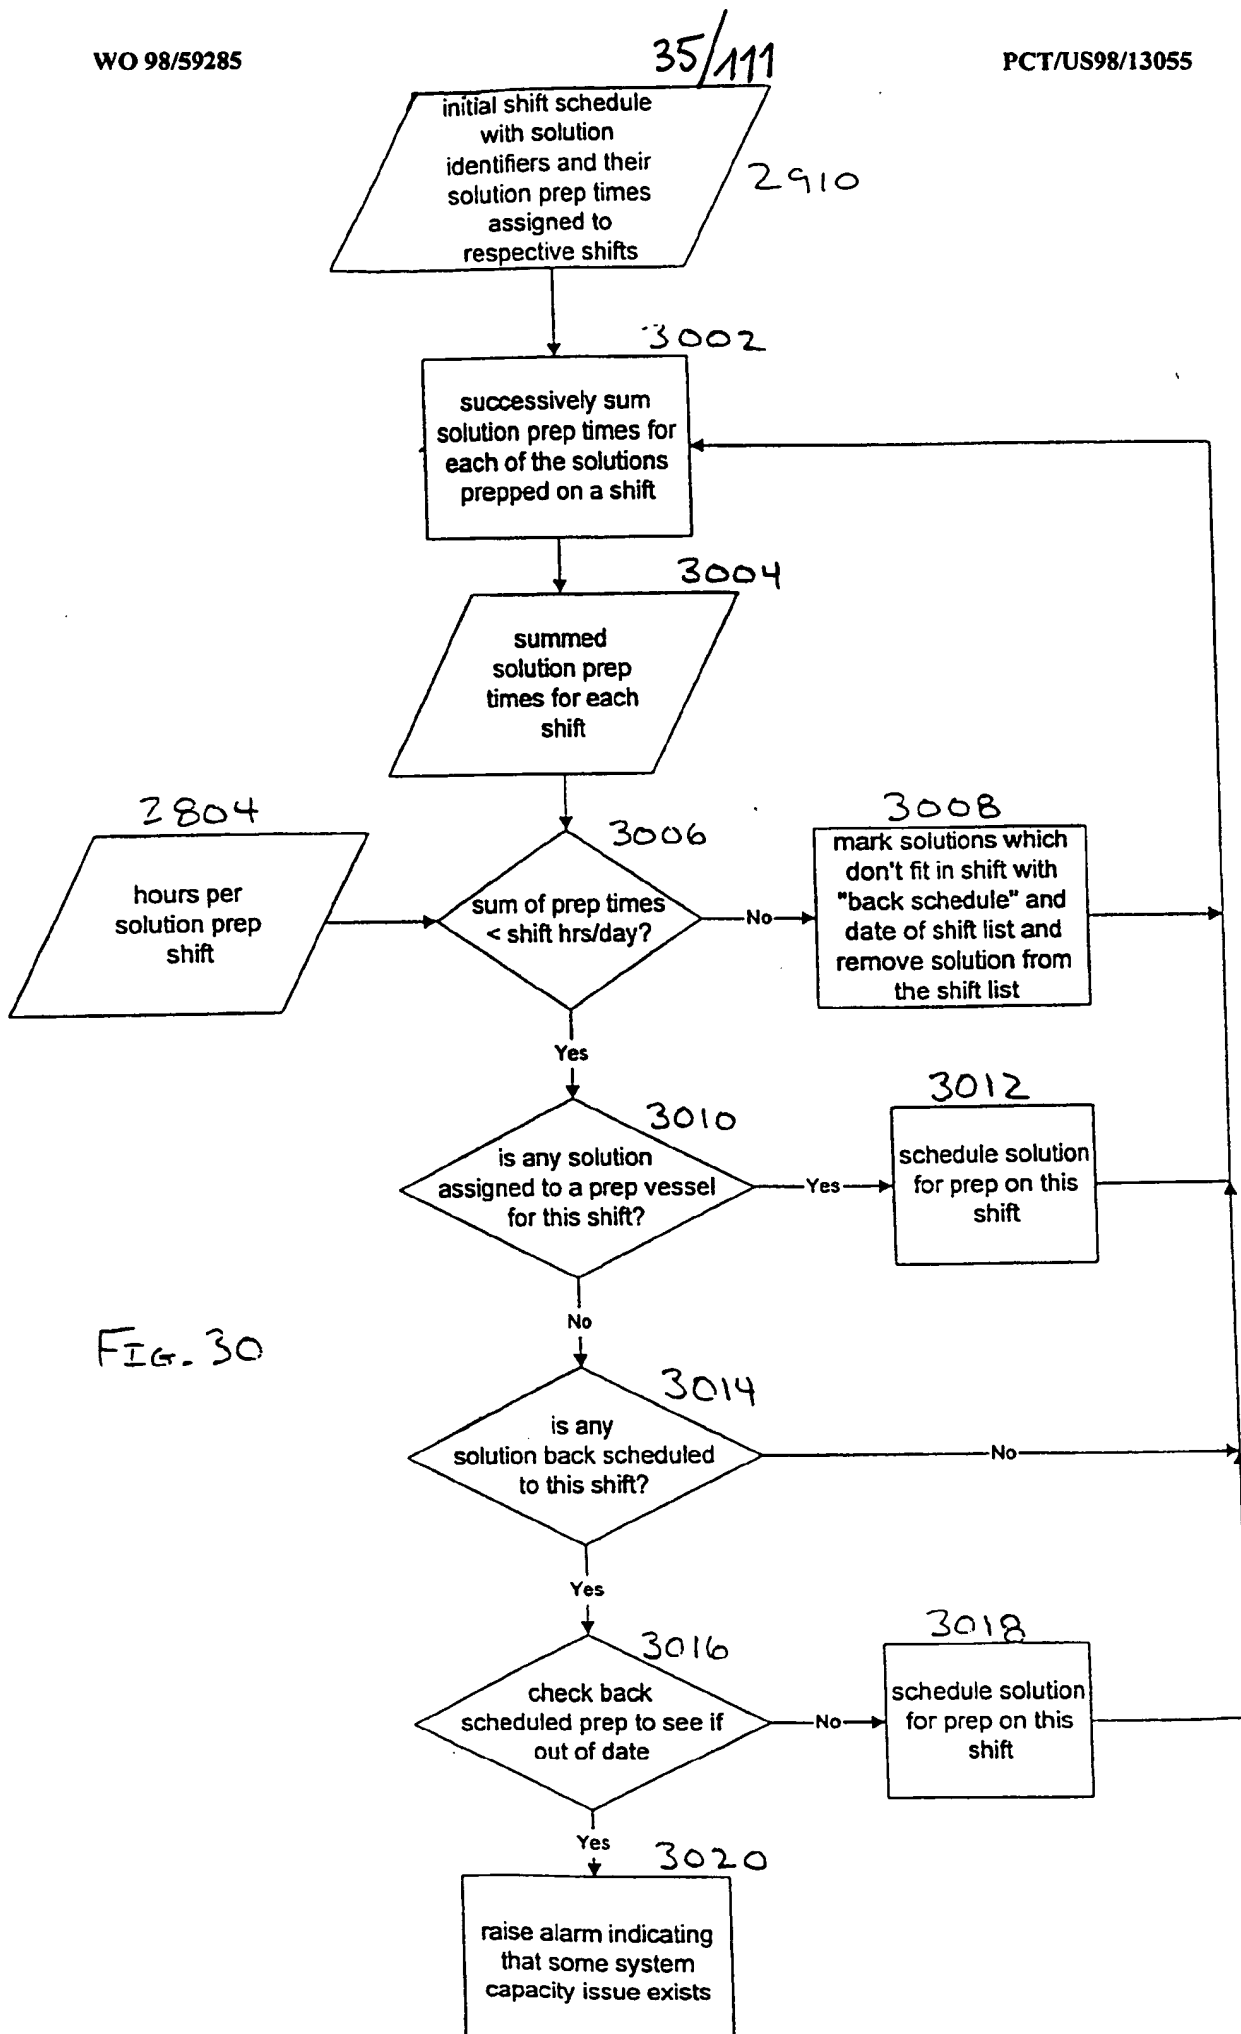 WO 98/59285
35/111
PCT/US98/13055
initial shift schedule
with solution
identifiers and their
solution prep times
assigned to
respective shifts
2910
3002
successively sum
solution prep times for
each of the solutions
prepped on a shift
3004
summed
solution prep
times for each
shift
2804
hours per
solution prep
shift
3006
sum of prep times
< shift hrs/day?
No
3008
mark solutions which
don't fit in shift with
"back schedule" and
date of shift list and
remove solution from
the shift list
Yes
3010
is any solution
assigned to a prep vessel
for this shift?
Yes
3012
schedule solution
for prep on this
shift
No
FIG. 30
3014
is any
solution back scheduled
to this shift?
No
Yes
3016
check back
scheduled prep to see if
out of date
No
3018
schedule solution
for prep on this
shift
Yes
3020
raise alarm indicating
that some system
capacity issue exists